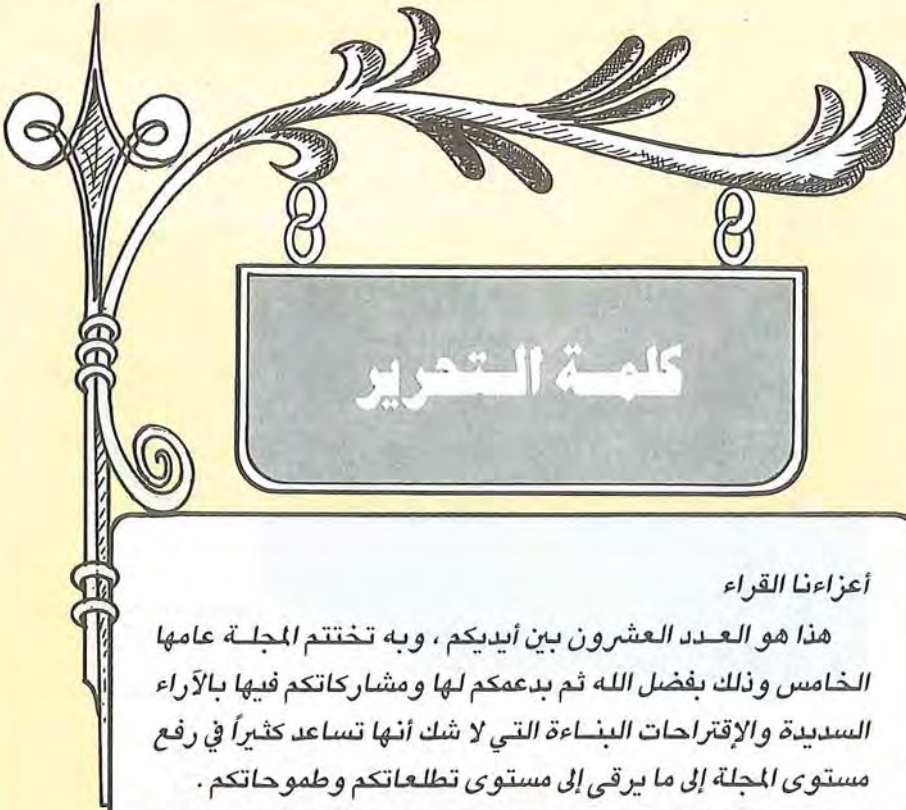 كلمة التحرير
أعزاءنا القراء
هذا هو العدد العشرون بين أيديكم ، وبه تختتم المجلة عامها
الخامس وذلك بفضل الله ثم بدعمكم لها ومشاركاتكم فيها بالآراء
السديدة والإقتراحات البناءة التي لا شك أنها تساعد كثيراً في رفع
مستوى المجلة إلى ما يرقى إلى مستوى تطلعاتكم وطموحاتكم .